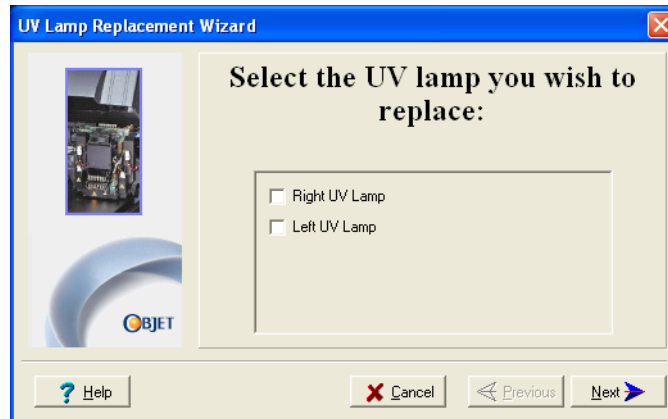 UV Lamp Replacement Wizard
Select the UV lamp you wish to
replace:
Right UV Lamp
Left UV Lamp
OBJET
Help
Cancel
Previous
Next